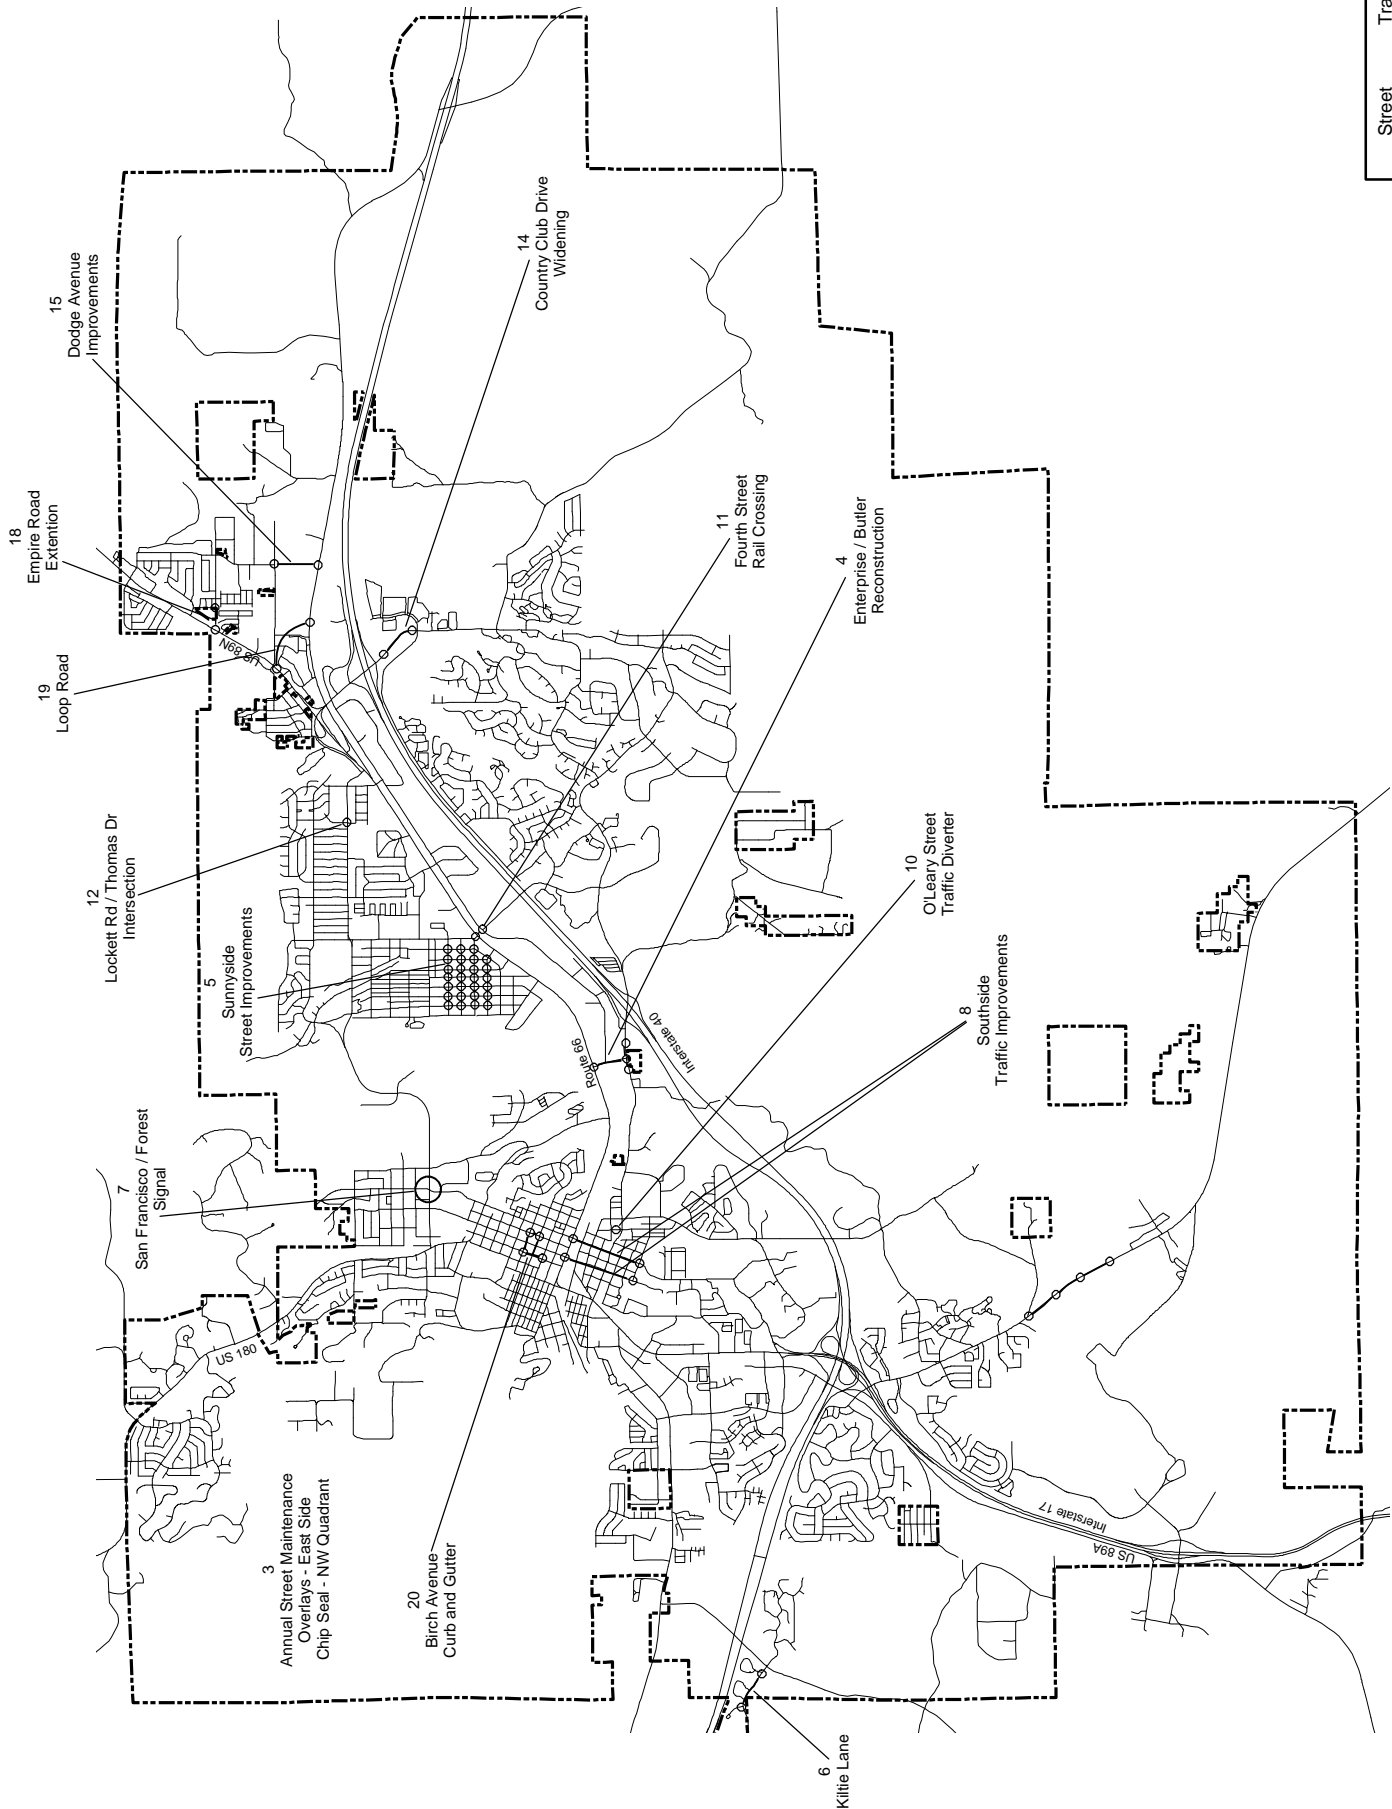 18
Empire Road
Extention
15
Dodge Avenue
Improvements
19
Loop Road
US 89N
14
Country Club Drive
Widening
12
Lockett Rd / Thomas Dr
Intersection
11
Fourth Street
Rail Crossing
4
Enterprise / Butler
Reconstruction
5
Sunnyside
Street Improvements
10
O'Leary Street
Traffic Diverter
8
Southside
Traffic Improvements
Route 66
Interstate 40
7
San Francisco / Forest
Signal
US 180
3
Annual Street Maintenance
Overlays - East Side
Chip Seal - NW Quadrant
20
Birch Avenue
Curb and Gutter
Interstate 17
US 89A
6
Kiltie Lane
Street